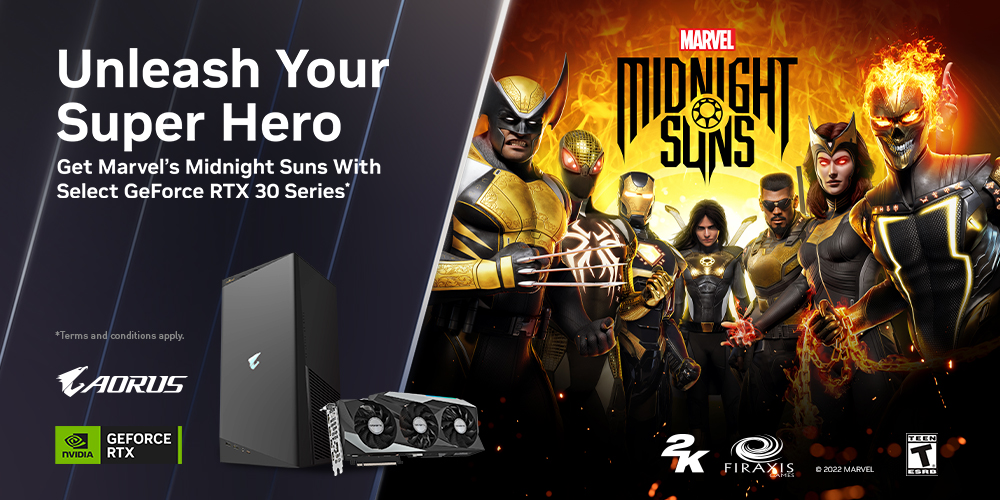 Unleash Your
Super Hero
Get Marvel's Midnight Suns With
Select GeForce RTX 30 Series*
*Terms and conditions apply.
AORUS
NVIDIA
GEFORCE
RTX
MARVEL
MIDNIGHT
SUNS
2K
FIRAXIS
GAMES
© 2022 MARVEL
TEEN
T
ESRB